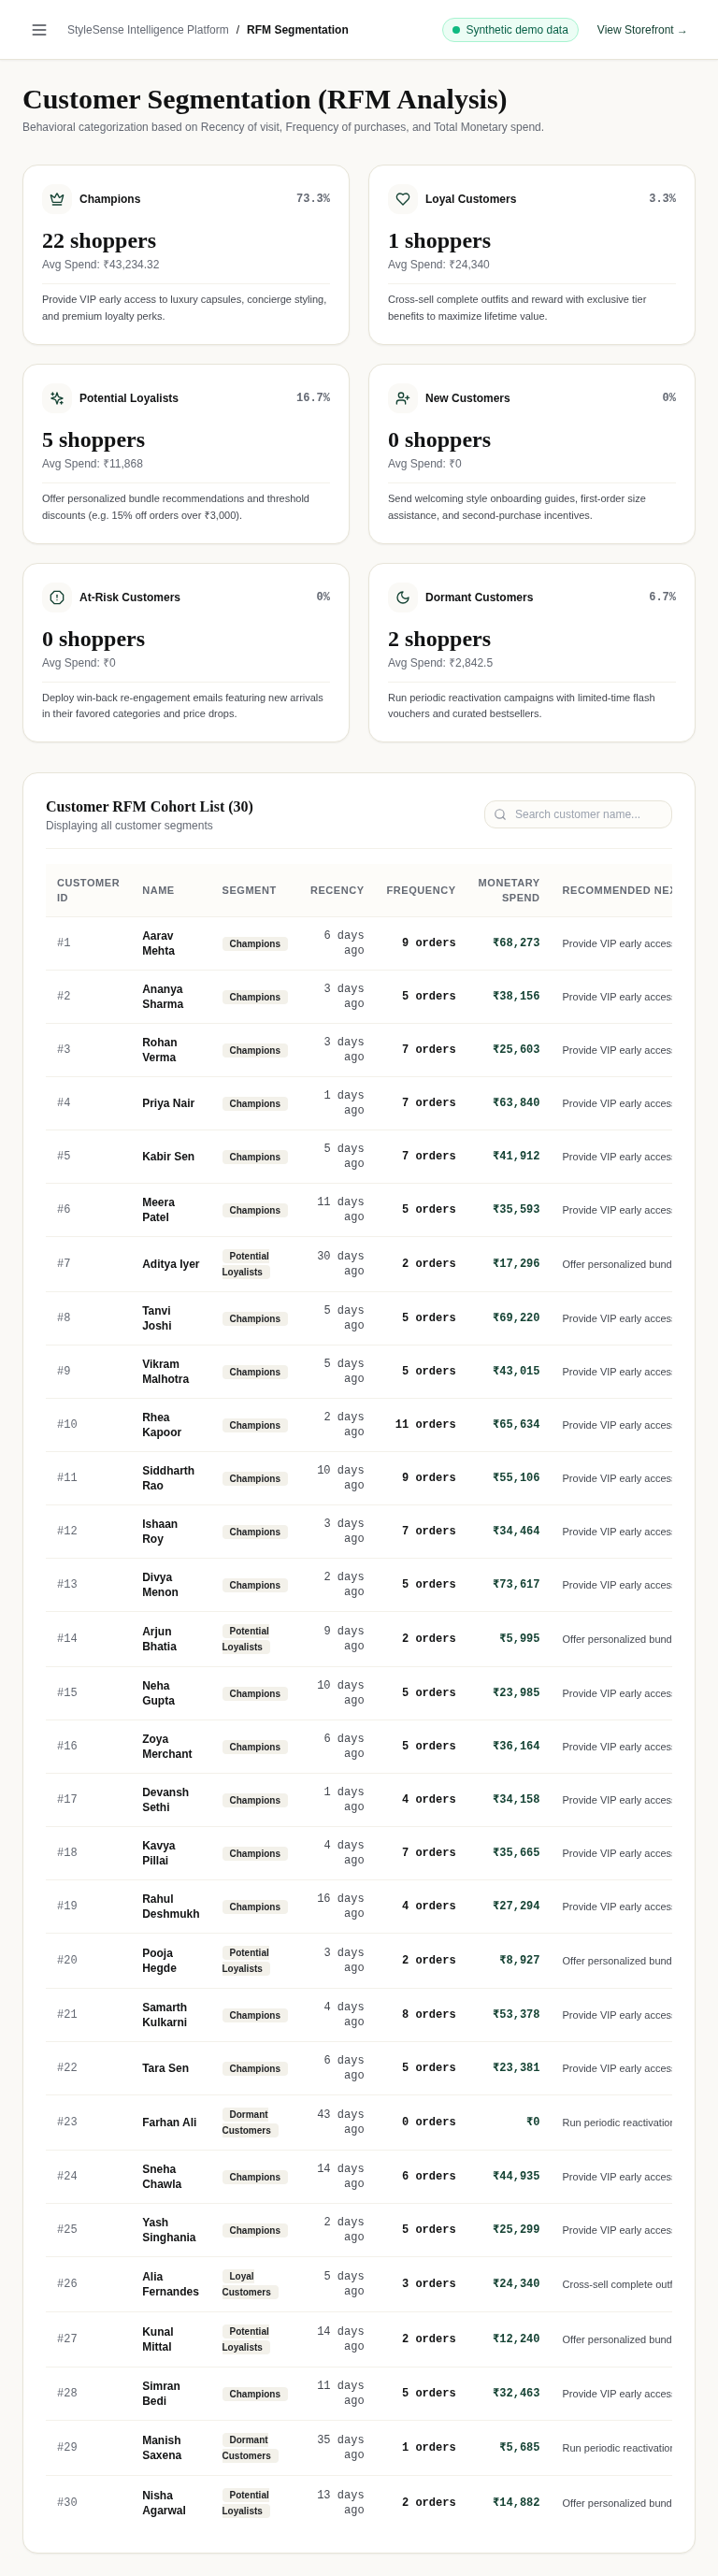 StyleSense Intelligence Platform / RFM Segmentation
Synthetic demo data
View Storefront →
Customer Segmentation (RFM Analysis)
Behavioral categorization based on Recency of visit, Frequency of purchases, and Total Monetary spend.
Champions 73.3%
22 shoppers
Avg Spend: ₹43,234.32
Provide VIP early access to luxury capsules, concierge styling,
and premium loyalty perks.
Loyal Customers 3.3%
1 shoppers
Avg Spend: ₹24,340
Cross-sell complete outfits and reward with exclusive tier
benefits to maximize lifetime value.
Potential Loyalists 16.7%
5 shoppers
Avg Spend: ₹11,868
Offer personalized bundle recommendations and threshold
discounts (e.g. 15% off orders over ₹3,000).
New Customers 0%
0 shoppers
Avg Spend: ₹0
Send welcoming style onboarding guides, first-order size
assistance, and second-purchase incentives.
At-Risk Customers 0%
0 shoppers
Avg Spend: ₹0
Deploy win-back re-engagement emails featuring new arrivals
in their favored categories and price drops.
Dormant Customers 6.7%
2 shoppers
Avg Spend: ₹2,842.5
Run periodic reactivation campaigns with limited-time flash
vouchers and curated bestsellers.
Customer RFM Cohort List (30)
Displaying all customer segments
Search customer name...
CUSTOMER ID NAME SEGMENT RECENCY FREQUENCY MONETARY SPEND RECOMMENDED NEX
#1 Aarav Mehta Champions 6 days ago 9 orders ₹68,273 Provide VIP early access
#2 Ananya Sharma Champions 3 days ago 5 orders ₹38,156 Provide VIP early access
#3 Rohan Verma Champions 3 days ago 7 orders ₹25,603 Provide VIP early access
#4 Priya Nair Champions 1 days ago 7 orders ₹63,840 Provide VIP early access
#5 Kabir Sen Champions 5 days ago 7 orders ₹41,912 Provide VIP early access
#6 Meera Patel Champions 11 days ago 5 orders ₹35,593 Provide VIP early access
#7 Aditya Iyer Potential Loyalists 30 days ago 2 orders ₹17,296 Offer personalized bund
#8 Tanvi Joshi Champions 5 days ago 5 orders ₹69,220 Provide VIP early access
#9 Vikram Malhotra Champions 5 days ago 5 orders ₹43,015 Provide VIP early access
#10 Rhea Kapoor Champions 2 days ago 11 orders ₹65,634 Provide VIP early access
#11 Siddharth Rao Champions 10 days ago 9 orders ₹55,106 Provide VIP early access
#12 Ishaan Roy Champions 3 days ago 7 orders ₹34,464 Provide VIP early access
#13 Divya Menon Champions 2 days ago 5 orders ₹73,617 Provide VIP early access
#14 Arjun Bhatia Potential Loyalists 9 days ago 2 orders ₹5,995 Offer personalized bund
#15 Neha Gupta Champions 10 days ago 5 orders ₹23,985 Provide VIP early access
#16 Zoya Merchant Champions 6 days ago 5 orders ₹36,164 Provide VIP early access
#17 Devansh Sethi Champions 1 days ago 4 orders ₹34,158 Provide VIP early access
#18 Kavya Pillai Champions 4 days ago 7 orders ₹35,665 Provide VIP early access
#19 Rahul Deshmukh Champions 16 days ago 4 orders ₹27,294 Provide VIP early access
#20 Pooja Hegde Potential Loyalists 3 days ago 2 orders ₹8,927 Offer personalized bund
#21 Samarth Kulkarni Champions 4 days ago 8 orders ₹53,378 Provide VIP early access
#22 Tara Sen Champions 6 days ago 5 orders ₹23,381 Provide VIP early access
#23 Farhan Ali Dormant Customers 43 days ago 0 orders ₹0 Run periodic reactivation
#24 Sneha Chawla Champions 14 days ago 6 orders ₹44,935 Provide VIP early access
#25 Yash Singhania Champions 2 days ago 5 orders ₹25,299 Provide VIP early access
#26 Alia Fernandes Loyal Customers 5 days ago 3 orders ₹24,340 Cross-sell complete outf
#27 Kunal Mittal Potential Loyalists 14 days ago 2 orders ₹12,240 Offer personalized bund
#28 Simran Bedi Champions 11 days ago 5 orders ₹32,463 Provide VIP early access
#29 Manish Saxena Dormant Customers 35 days ago 1 orders ₹5,685 Run periodic reactivation
#30 Nisha Agarwal Potential Loyalists 13 days ago 2 orders ₹14,882 Offer personalized bund